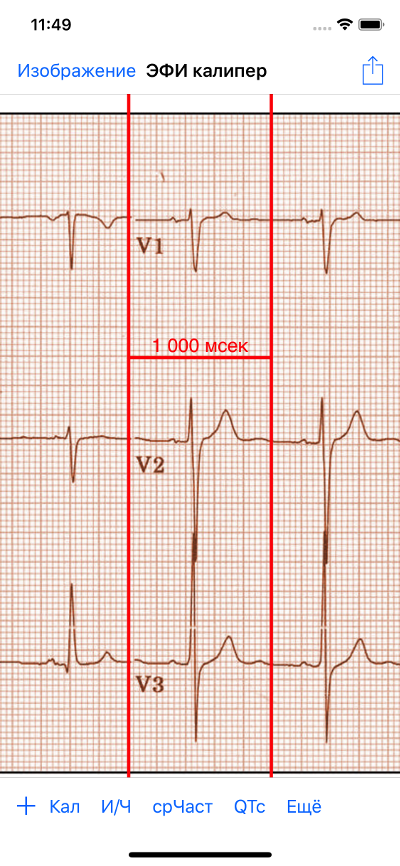 11:49
Изображение ЭФИ калипер
V1
1 000 мсек
V2
V3
+ Кал И/Ч срЧаст QTc Ещё